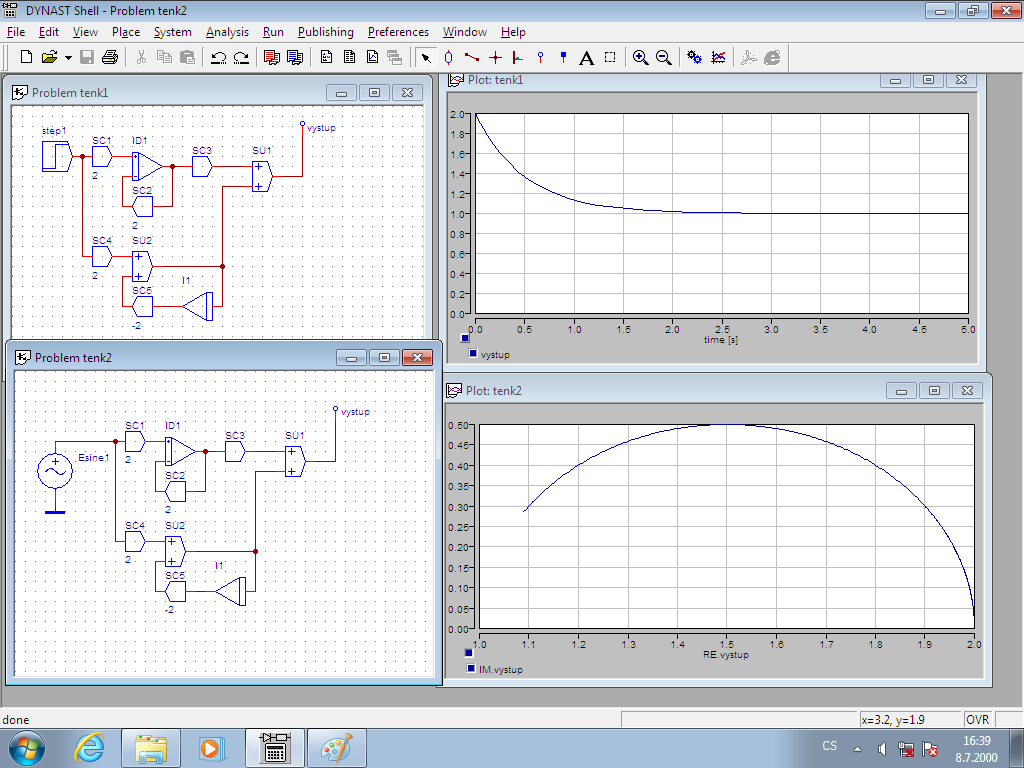 DYNAST Shell - Problem tenk2
File Edit View Place System Analysis Run Publishing Preferences Window Help
Problem tenk1
step1
SC1
2
ID1
SC2
2
SC3
SU1
vystup
SC4
2
SU2
SC5
-2
I1
Plot: tenk1
2.0
1.8
1.6
1.4
1.2
1.0
0.8
0.6
0.4
0.2
0.0
0.0 0.5 1.0 1.5 2.0 2.5 3.0 3.5 4.0 4.5 5.0
time [s]
vystup
Problem tenk2
Esine1
SC1
2
ID1
SC2
2
SC3
SU1
vystup
SC4
2
SU2
SC5
-2
I1
Plot: tenk2
0.50
0.45
0.40
0.35
0.30
0.25
0.20
0.15
0.10
0.05
0.00
1.0 1.1 1.2 1.3 1.4 1.5 1.6 1.7 1.8 1.9 2.0
RE.vystup
IM.vystup
done
x=3.2, y=1.9
OVR
CS
16:39
8.7.2000